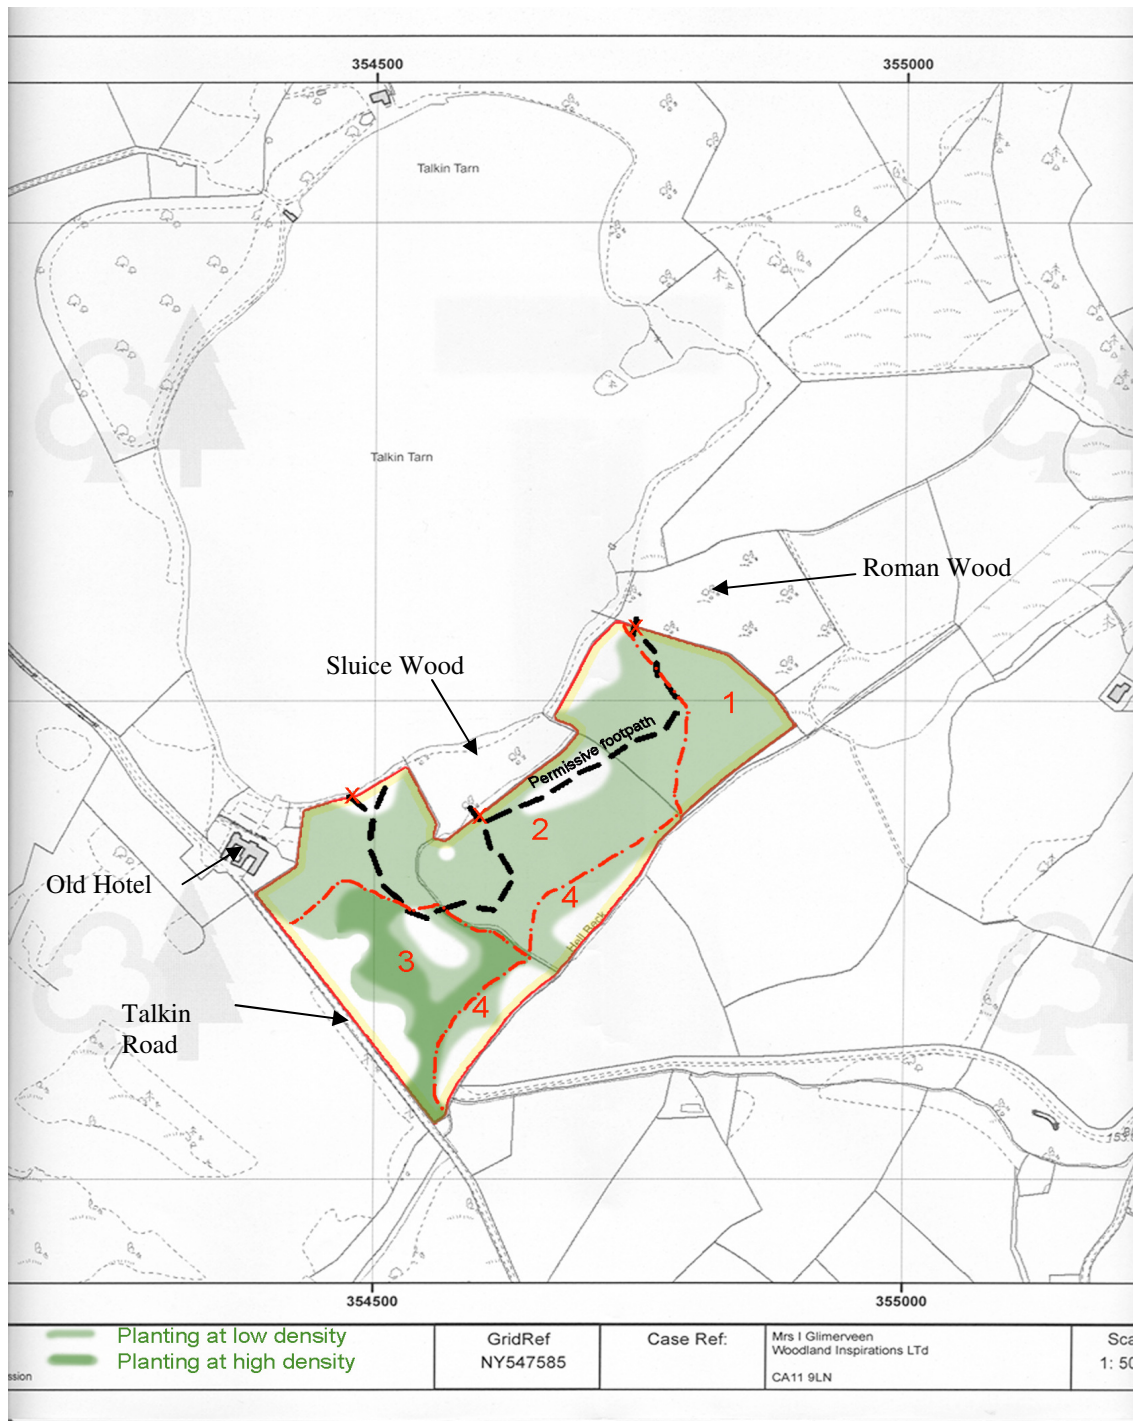 354500
355000
Talkin Tarn
Talkin Tarn
Roman Wood
Sluice Wood
1
Permissive footpath
2
Old Hotel
4
Hell Beck
3
4
Talkin
Road
354500
355000
Planting at low density
Planting at high density
ssion
GridRef
NY547585
Case Ref:
Mrs I Glimerveen
Woodland Inspirations LTd
CA11 9LN
Sca
1: 50